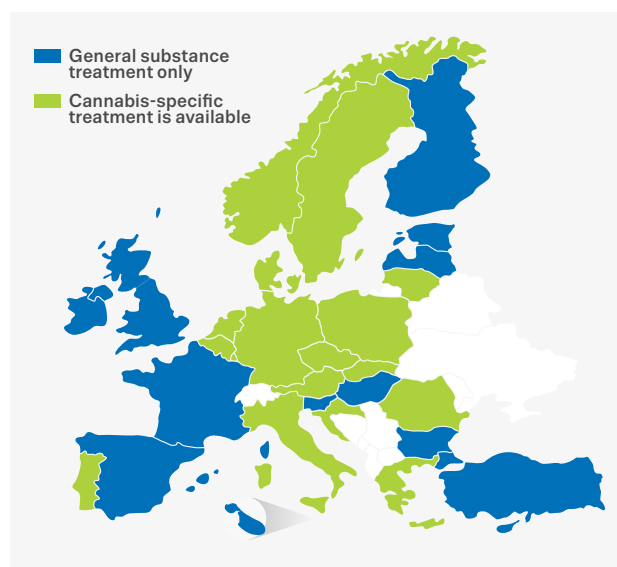 General substance
treatment only
Cannabis-specific
treatment is available